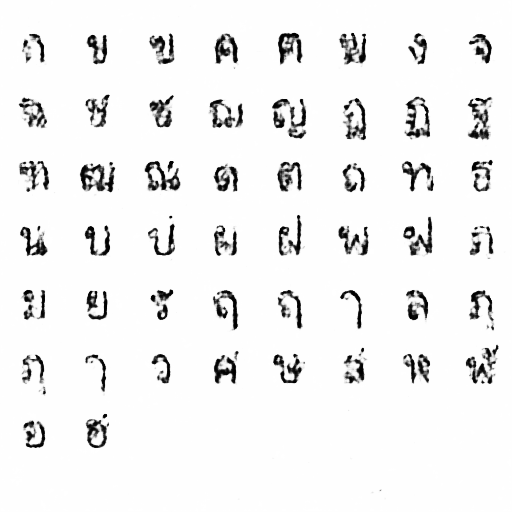 ก ข ฃ ค ฅ ฆ ง จ
ฉ ช ซ ฌ ญ ฎ ฏ ฐ
ฑ ฒ ณ ด ต ถ ท ธ
น บ ป ผ ฝ พ ฟ ภ
ม ย ร ฤ ฤ ๅ ล ฦ
ฦ ๅ ว ศ ษ ส ห ฬ
อ ฮ